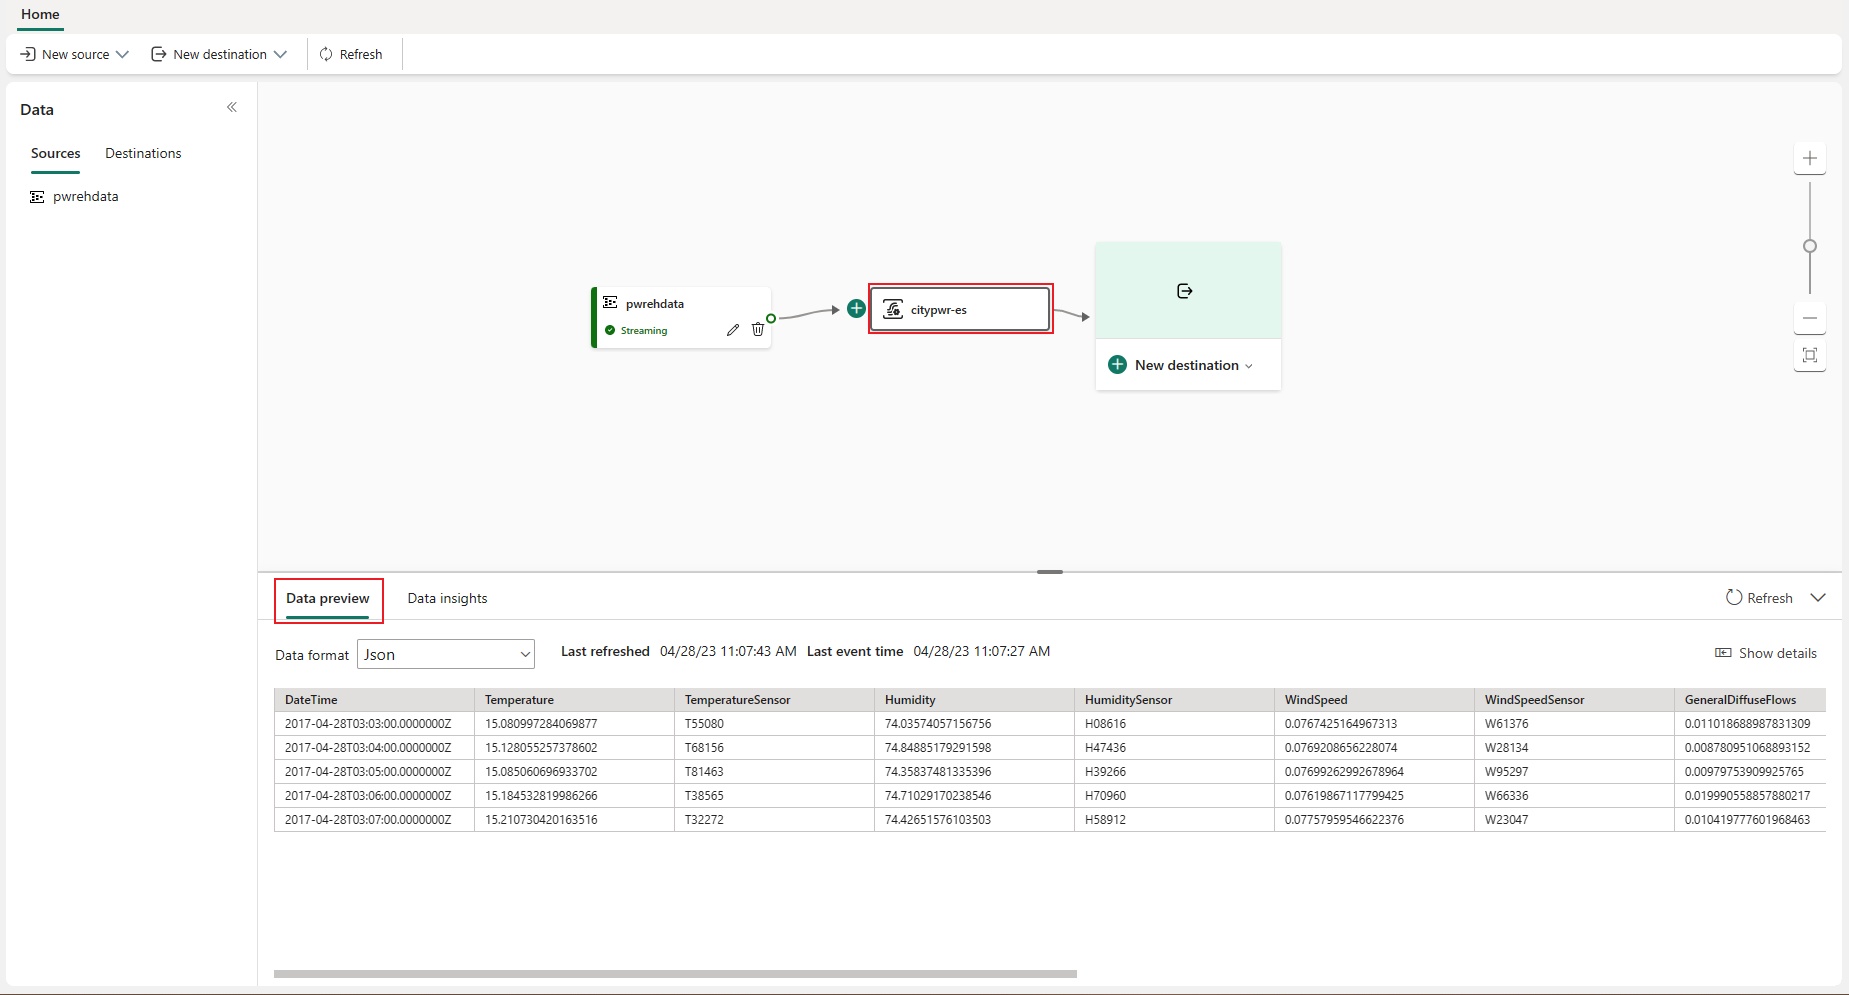 Home
New source
New destination
Refresh
Data
Sources
Destinations
pwrehdata
pwrehdata
Streaming
citypwr-es
New destination
Data preview
Data insights
Refresh
Data format
Json
Last refreshed 04/28/23 11:07:43 AM Last event time 04/28/23 11:07:27 AM
Show details
DateTime Temperature TemperatureSensor Humidity HumiditySensor WindSpeed WindSpeedSensor GeneralDiffuseFlows
2017-04-28T03:03:00.0000000Z 15.080997284069877 T55080 74.03574057156756 H08616 0.0767425164967313 W61376 0.011018688987831309
2017-04-28T03:04:00.0000000Z 15.128055257378602 T68156 74.84885179291598 H47436 0.0769208656228074 W28134 0.008780951068893152
2017-04-28T03:05:00.0000000Z 15.085060696933702 T81463 74.35837481335396 H39266 0.07699262992678964 W95297 0.00979753909925765
2017-04-28T03:06:00.0000000Z 15.184532819986266 T38565 74.71029170238546 H70960 0.07619867117799425 W66336 0.019990558857880217
2017-04-28T03:07:00.0000000Z 15.210730420163516 T32272 74.42651576103503 H58912 0.07757959546622376 W23047 0.010419777601968463